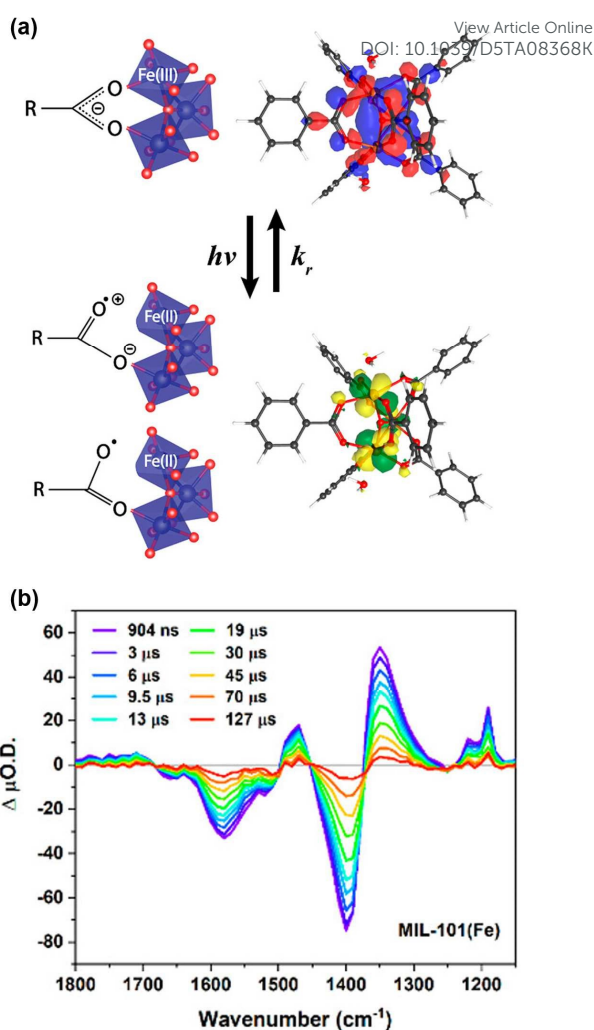 (a)
View Article Online
DOI: 10.1039/D5TA08368K
Fe(III)
R
O
⊖
O
hν
kr
O•⊕
Fe(II)
R
O⊖
O•
Fe(II)
R
O
(b)
Δ μO.D.
60
40
20
0
-20
-40
-60
-80
904 ns
3 μs
6 μs
9.5 μs
13 μs
19 μs
30 μs
45 μs
70 μs
127 μs
MIL-101(Fe)
1800 1700 1600 1500 1400 1300 1200
Wavenumber (cm⁻¹)